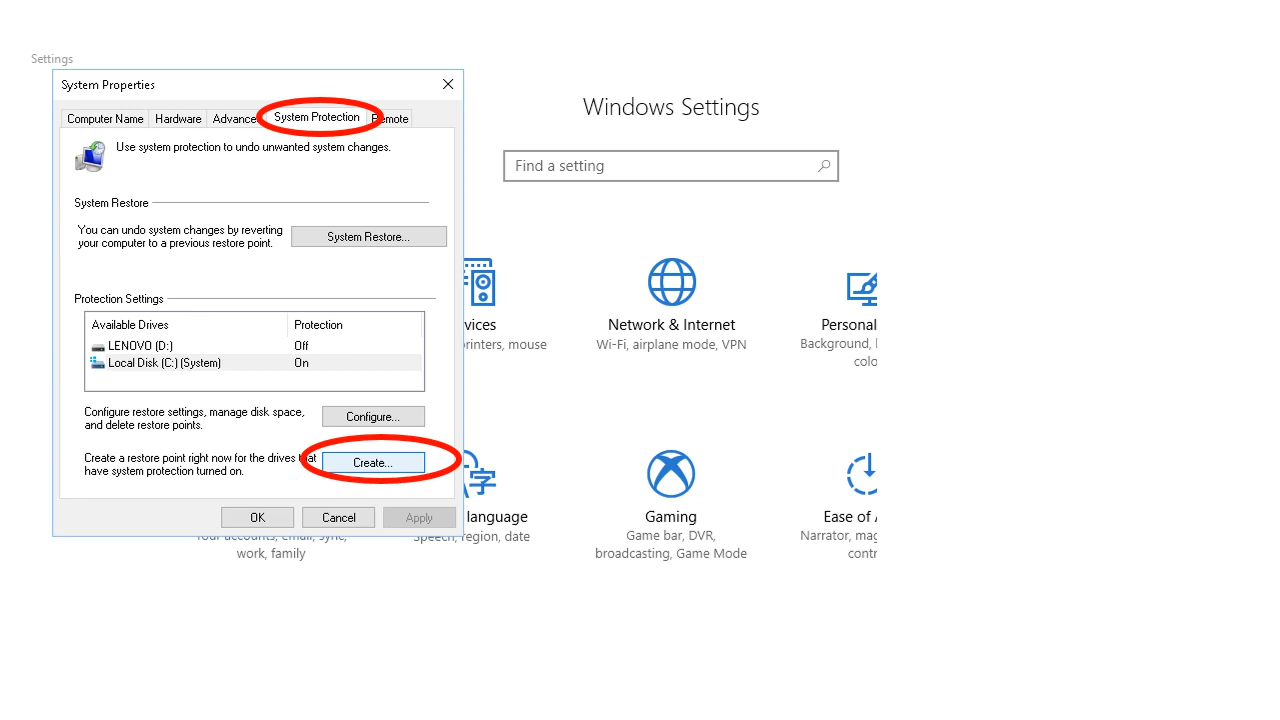 Settings
System Properties
Computer Name
Hardware
Advance
System Protection
Remote
Use system protection to undo unwanted system changes.
System Restore
You can undo system changes by reverting
your computer to a previous restore point.
System Restore...
Protection Settings
Available Drives
Protection
LENOVO (D:)
Off
Local Disk (C:) (System)
On
Configure restore settings, manage disk space,
and delete restore points.
Configure...
Create a restore point right now for the drives that
have system protection turned on.
Create...
OK
Cancel
Apply
Windows Settings
Find a setting
vices
rinters, mouse
Network & Internet
Wi-Fi, airplane mode, VPN
Personal
Background, l
colo
Your accounts, email, sync,
work, family
language
Speech, region, date
Gaming
Game bar, DVR,
broadcasting, Game Mode
Ease of A
Narrator, mag
contr
字